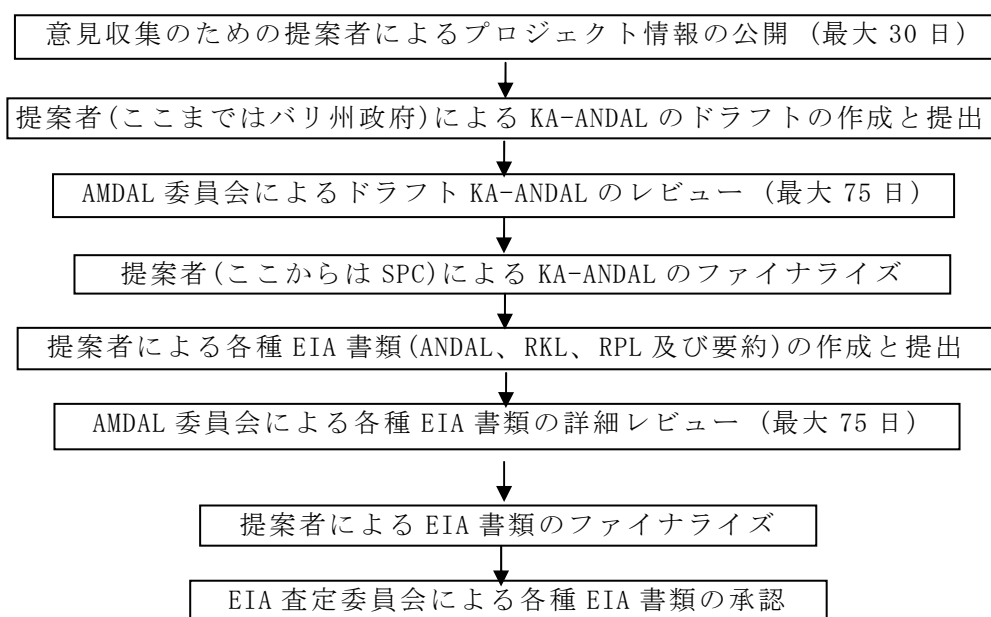 意見収集のための提案者によるプロジェクト情報の公開 (最大 30 日)
提案者(ここまではバリ州政府)による KA-ANDAL のドラフトの作成と提出
AMDAL 委員会によるドラフト KA-ANDAL のレビュー (最大 75 日)
提案者(ここからは SPC)による KA-ANDAL のファイナライズ
提案者による各種 EIA 書類(ANDAL、RKL、RPL 及び要約)の作成と提出
AMDAL 委員会による各種 EIA 書類の詳細レビュー (最大 75 日)
提案者による EIA 書類のファイナライズ
EIA 査定委員会による各種 EIA 書類の承認